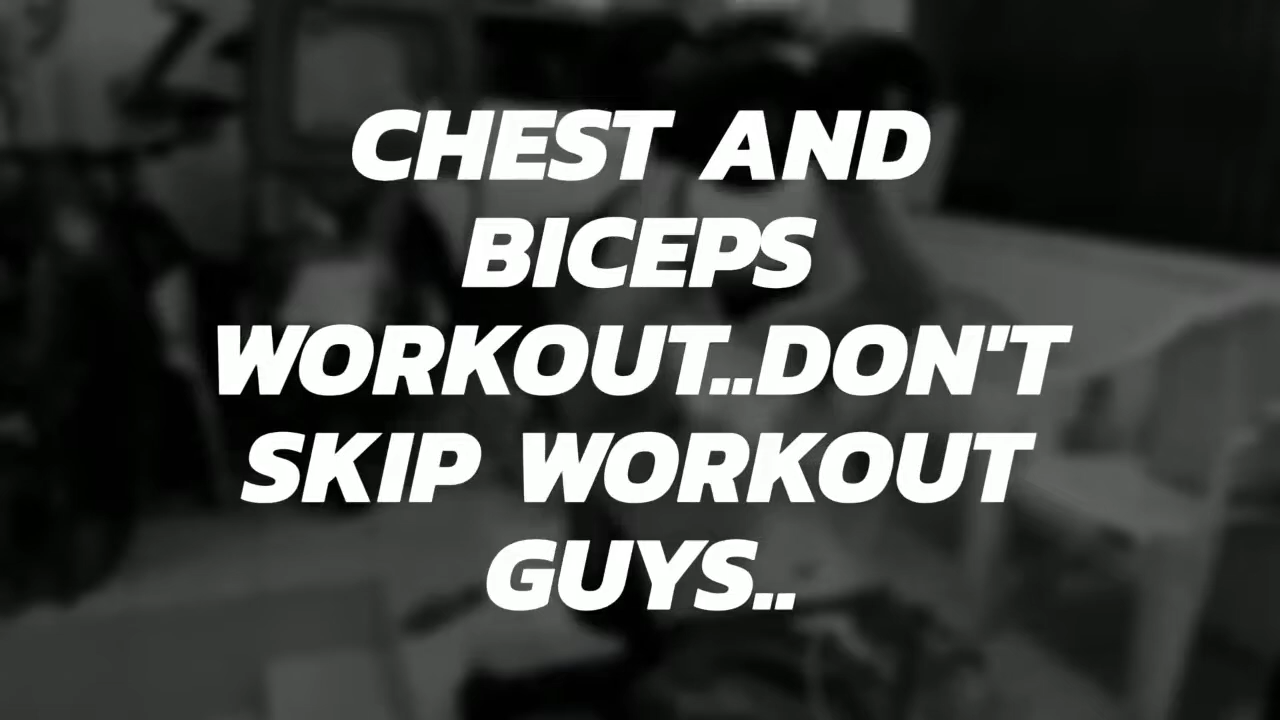 CHEST AND
BICEPS
WORKOUT..DON'T
SKIP WORKOUT
GUYS..